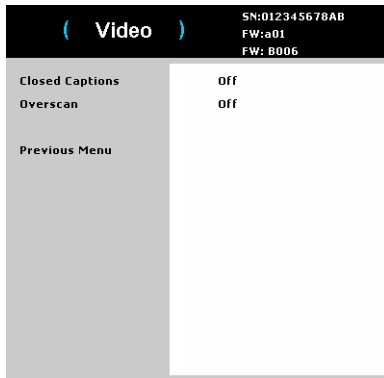 ( Video )
SN:012345678AB
FW:a01
FW: B006
Closed Captions Off
Overscan Off
Previous Menu